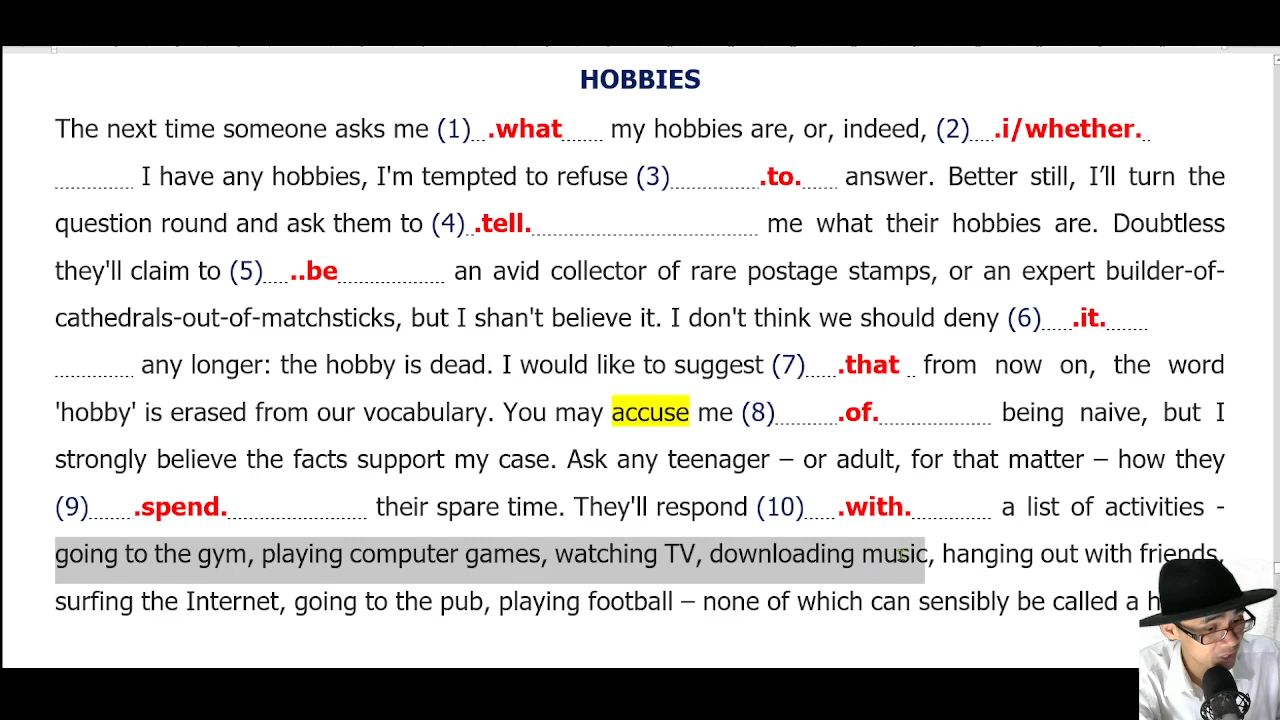 HOBBIES
The next time someone asks me (1)...what...... my hobbies are, or, indeed, (2)....i/whether...
............ I have any hobbies, I'm tempted to refuse (3)..............to...... answer. Better still, I’ll turn the
question round and ask them to (4)..tell................................... me what their hobbies are. Doubtless
they'll claim to (5).....be................ an avid collector of rare postage stamps, or an expert builder-of-
cathedrals-out-of-matchsticks, but I shan't believe it. I don't think we should deny (6).....it.......
............ any longer: the hobby is dead. I would like to suggest (7).....that .. from now on, the word
'hobby' is erased from our vocabulary. You may accuse me (8)..........of.................. being naive, but I
strongly believe the facts support my case. Ask any teenager – or adult, for that matter – how they
(9).......spend...................... their spare time. They'll respond (10).....with............. a list of activities -
going to the gym, playing computer games, watching TV, downloading music, hanging out with friends,
surfing the Internet, going to the pub, playing football – none of which can sensibly be called a